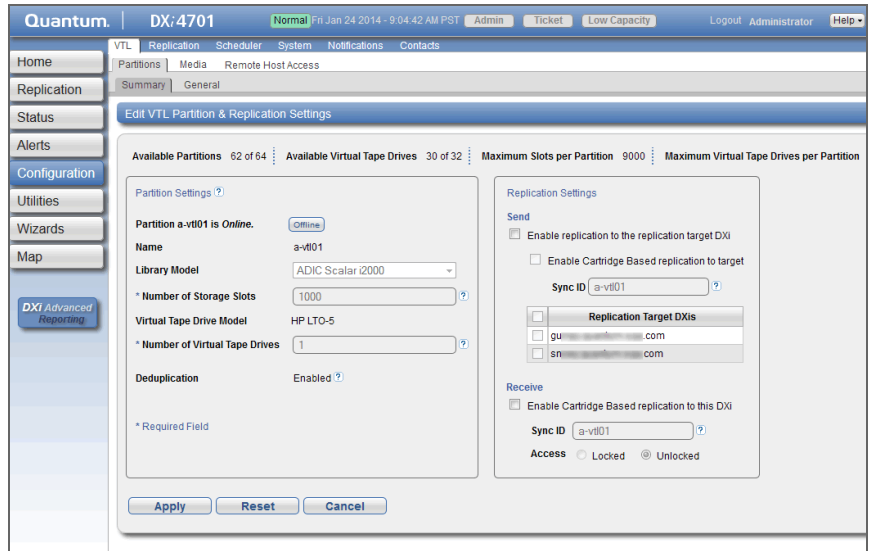 Quantum. DXi4701 Normal Fri Jan 24 2014 - 9:04:42 AM PST Admin Ticket Low Capacity Logout Administrator Help
VTL Replication Scheduler System Notifications Contacts
Partitions Media Remote Host Access
Summary General
Home
Replication
Status
Alerts
Configuration
Utilities
Wizards
Map
DXi Advanced
Reporting
Edit VTL Partition & Replication Settings
Available Partitions 62 of 64 Available Virtual Tape Drives 30 of 32 Maximum Slots per Partition 9000 Maximum Virtual Tape Drives per Partition
Partition Settings ?
Partition a-vtl01 is Online. Offline
Name a-vtl01
Library Model ADIC Scalar i2000
* Number of Storage Slots 1000 ?
Virtual Tape Drive Model HP LTO-5
* Number of Virtual Tape Drives 1 ?
Deduplication Enabled ?
* Required Field
Replication Settings
Send
Enable replication to the replication target DXi
Enable Cartridge Based replication to target
Sync ID a-vtl01 ?
Replication Target DXis
gu .com
sn com
Receive
Enable Cartridge Based replication to this DXi
Sync ID a-vtl01 ?
Access Locked Unlocked
Apply Reset Cancel